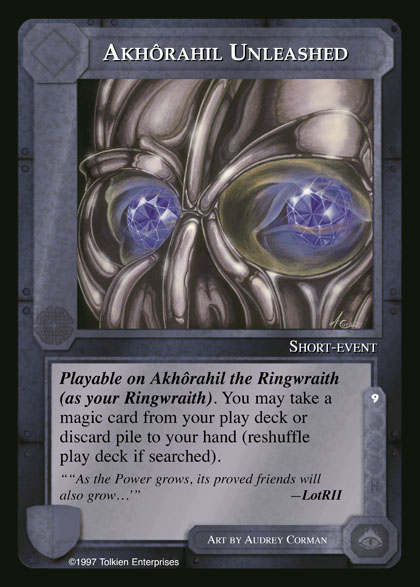 Akhôrahil Unleashed
Short-event
Playable on Akhôrahil the Ringwraith
(as your Ringwraith). You may take a
magic card from your play deck or
discard pile to your hand (reshuffle
play deck if searched).
““As the Power grows, its proved friends will
also grow…’”
–LotRII
9
H
Art by Audrey Corman
©1997 Tolkien Enterprises